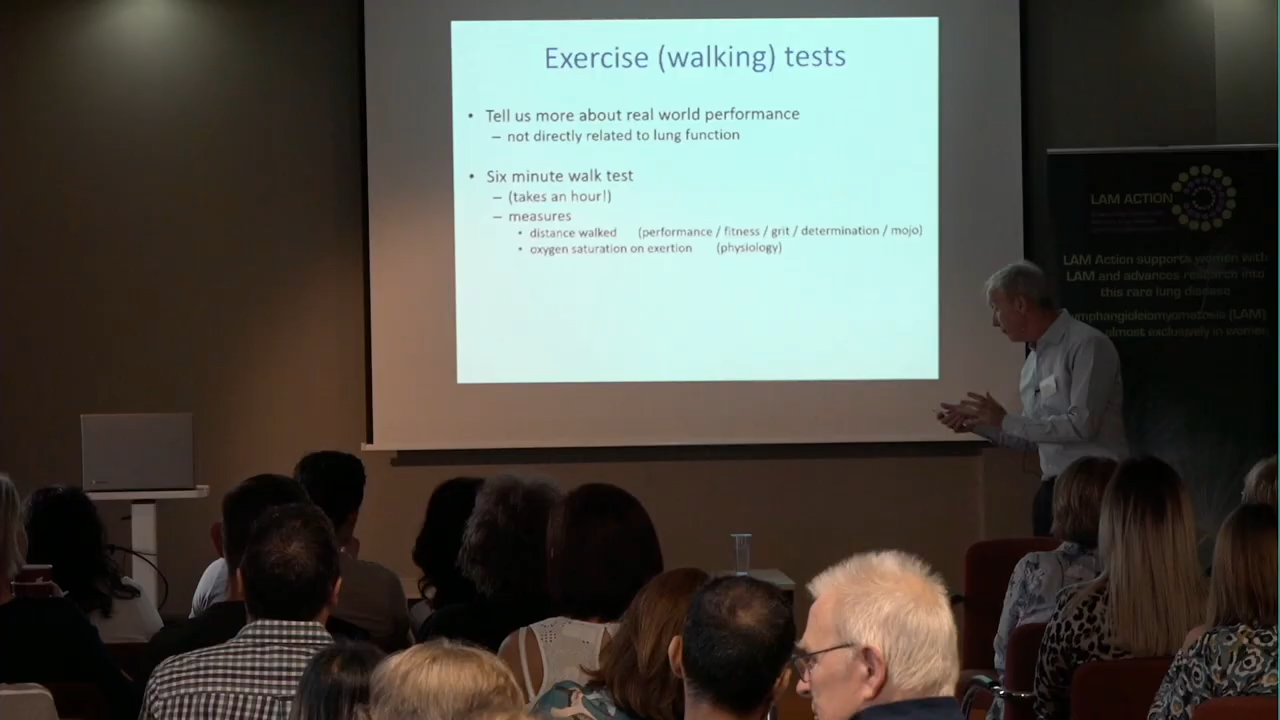 Exercise (walking) tests
• Tell us more about real world performance
– not directly related to lung function
• Six minute walk test
– (takes an hour!)
– measures
• distance walked (performance / fitness / grit / determination / mojo)
• oxygen saturation on exertion (physiology)
LAM ACTION
LAM Action supports women with
LAM and advances research into
this rare lung disease
ymphangioleiomyomatosis (LAM)
almost exclusively in women